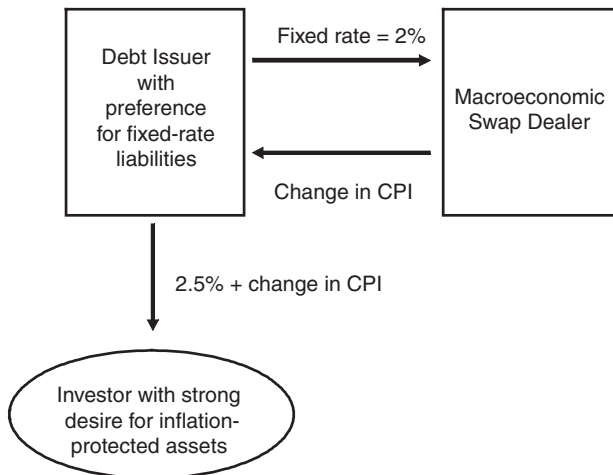 Debt Issuer
with
preference
for fixed-rate
liabilities
Fixed rate = 2%
Macroeconomic
Swap Dealer
Change in CPI
2.5% + change in CPI
Investor with strong
desire for inflation-
protected assets